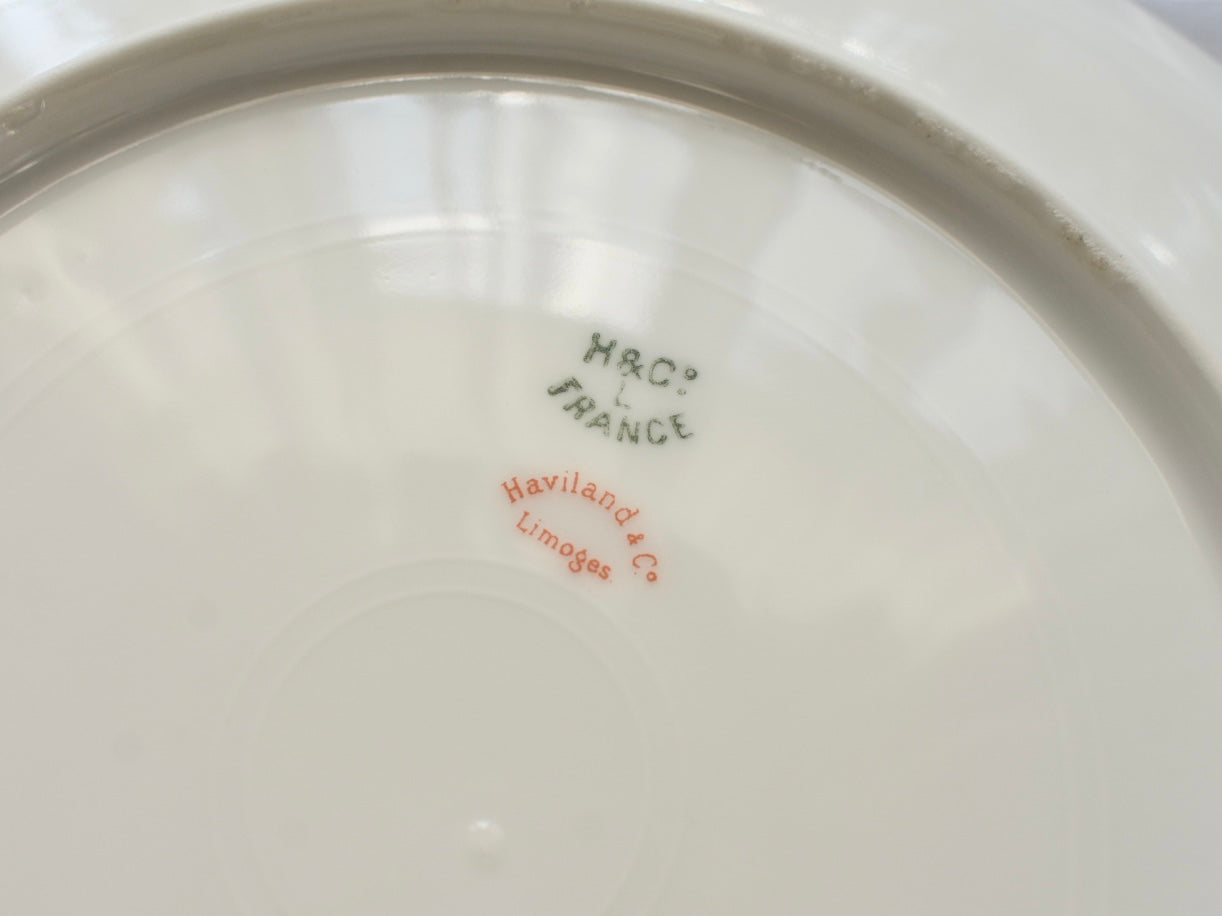 H&Cº
L
FRANCE
Haviland & Cº
Limoges